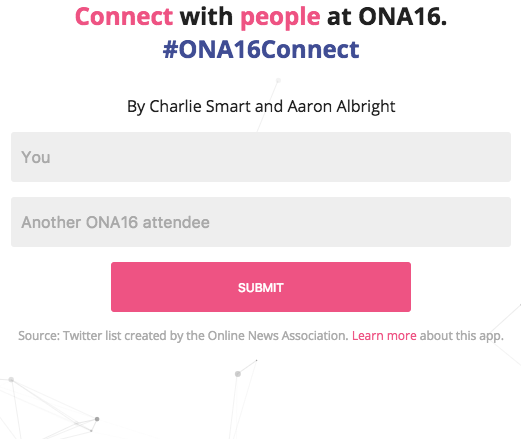 Connect with people at ONA16.
#ONA16Connect
By Charlie Smart and Aaron Albright
You
Another ONA16 attendee
SUBMIT
Source: Twitter list created by the Online News Association. Learn more about this app.